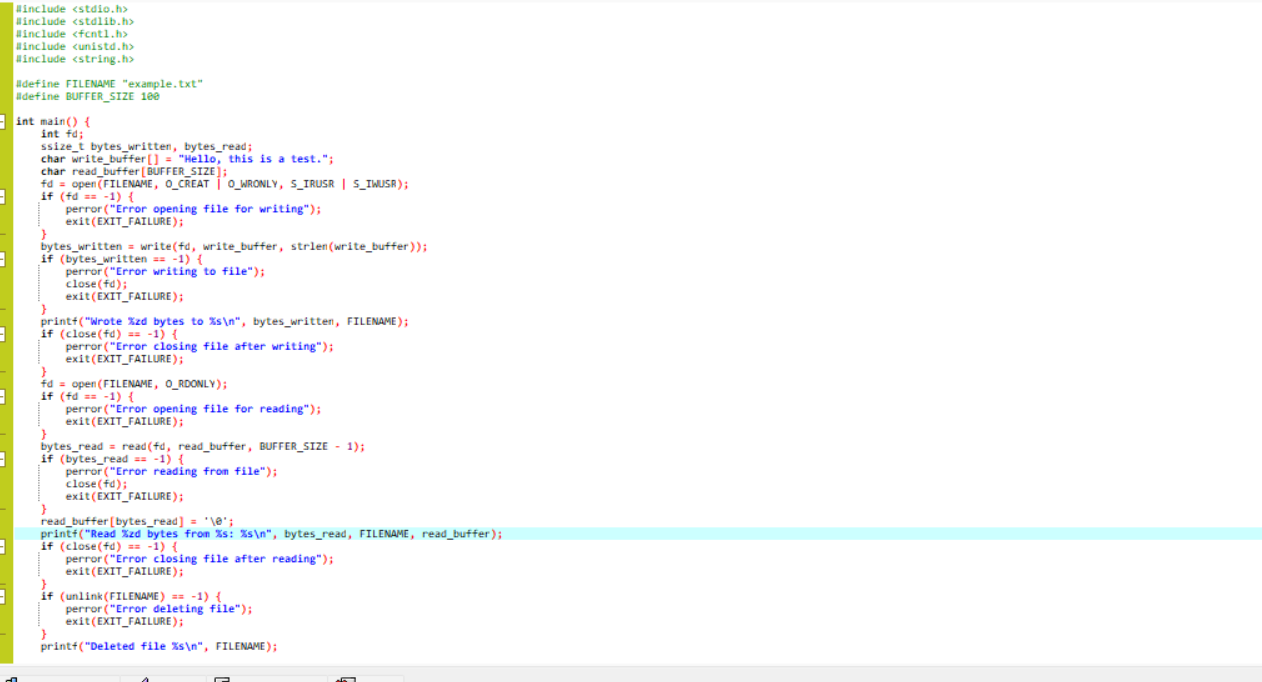 #include <stdio.h>
#include <stdlib.h>
#include <fcntl.h>
#include <unistd.h>
#include <string.h>

#define FILENAME "example.txt"
#define BUFFER_SIZE 100

int main() {
    int fd;
    ssize_t bytes_written, bytes_read;
    char write_buffer[] = "Hello, this is a test.";
    char read_buffer[BUFFER_SIZE];
    fd = open(FILENAME, O_CREAT | O_WRONLY, S_IRUSR | S_IWUSR);
    if (fd == -1) {
        perror("Error opening file for writing");
        exit(EXIT_FAILURE);
    }
    bytes_written = write(fd, write_buffer, strlen(write_buffer));
    if (bytes_written == -1) {
        perror("Error writing to file");
        close(fd);
        exit(EXIT_FAILURE);
    }
    printf("Wrote %zd bytes to %s\n", bytes_written, FILENAME);
    if (close(fd) == -1) {
        perror("Error closing file after writing");
        exit(EXIT_FAILURE);
    }
    fd = open(FILENAME, O_RDONLY);
    if (fd == -1) {
        perror("Error opening file for reading");
        exit(EXIT_FAILURE);
    }
    bytes_read = read(fd, read_buffer, BUFFER_SIZE - 1);
    if (bytes_read == -1) {
        perror("Error reading from file");
        close(fd);
        exit(EXIT_FAILURE);
    }
    read_buffer[bytes_read] = '\0';
    printf("Read %zd bytes from %s: %s\n", bytes_read, FILENAME, read_buffer);
    if (close(fd) == -1) {
        perror("Error closing file after reading");
        exit(EXIT_FAILURE);
    }
    if (unlink(FILENAME) == -1) {
        perror("Error deleting file");
        exit(EXIT_FAILURE);
    }
    printf("Deleted file %s\n", FILENAME);